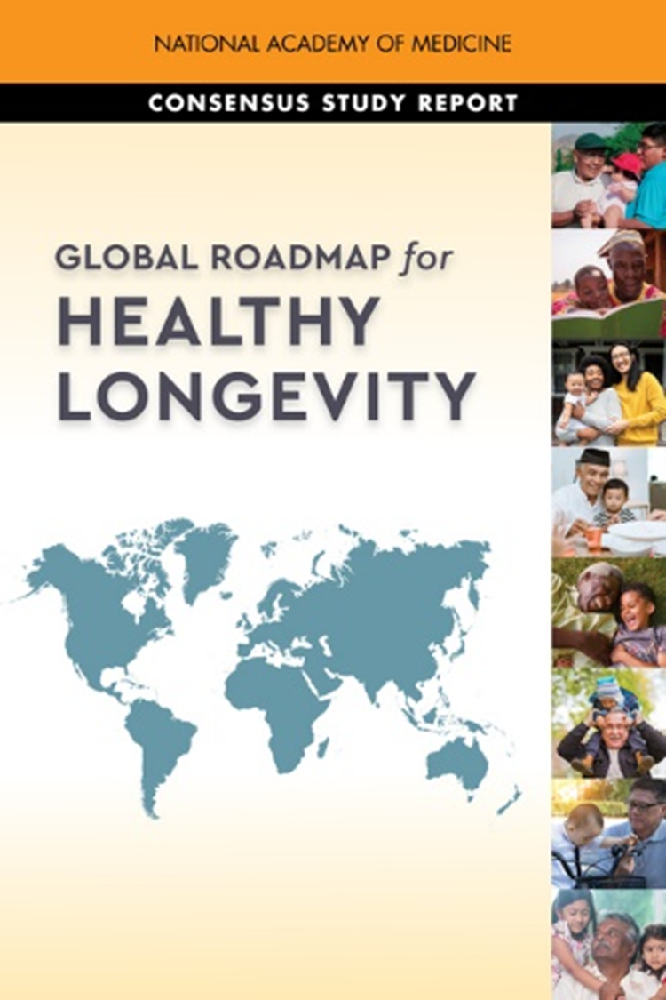 NATIONAL ACADEMY OF MEDICINE
CONSENSUS STUDY REPORT
GLOBAL ROADMAP for
HEALTHY
LONGEVITY